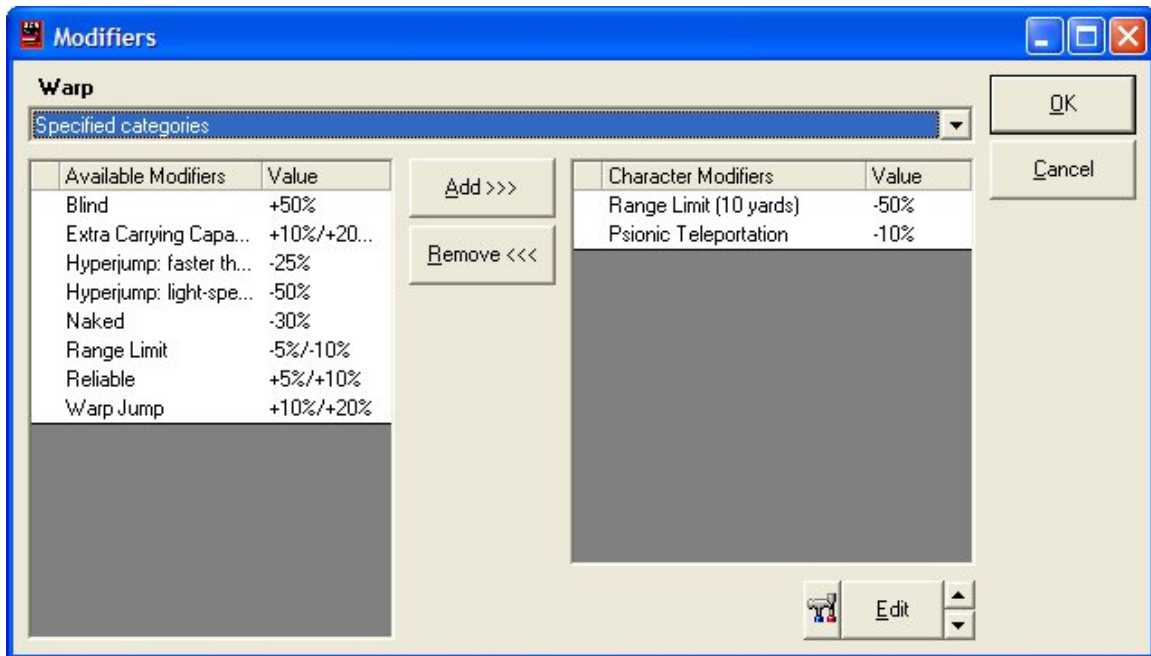 Modifiers
Warp
Specified categories
OK
Cancel
Available Modifiers Value
Blind +50%
Extra Carrying Capa... +10%/+20...
Hyperjump: faster th... -25%
Hyperjump: light-spe... -50%
Naked -30%
Range Limit -5%/-10%
Reliable +5%/+10%
Warp Jump +10%/+20%
Add >>>
Remove <<<
Character Modifiers Value
Range Limit (10 yards) -50%
Psionic Teleportation -10%
Edit